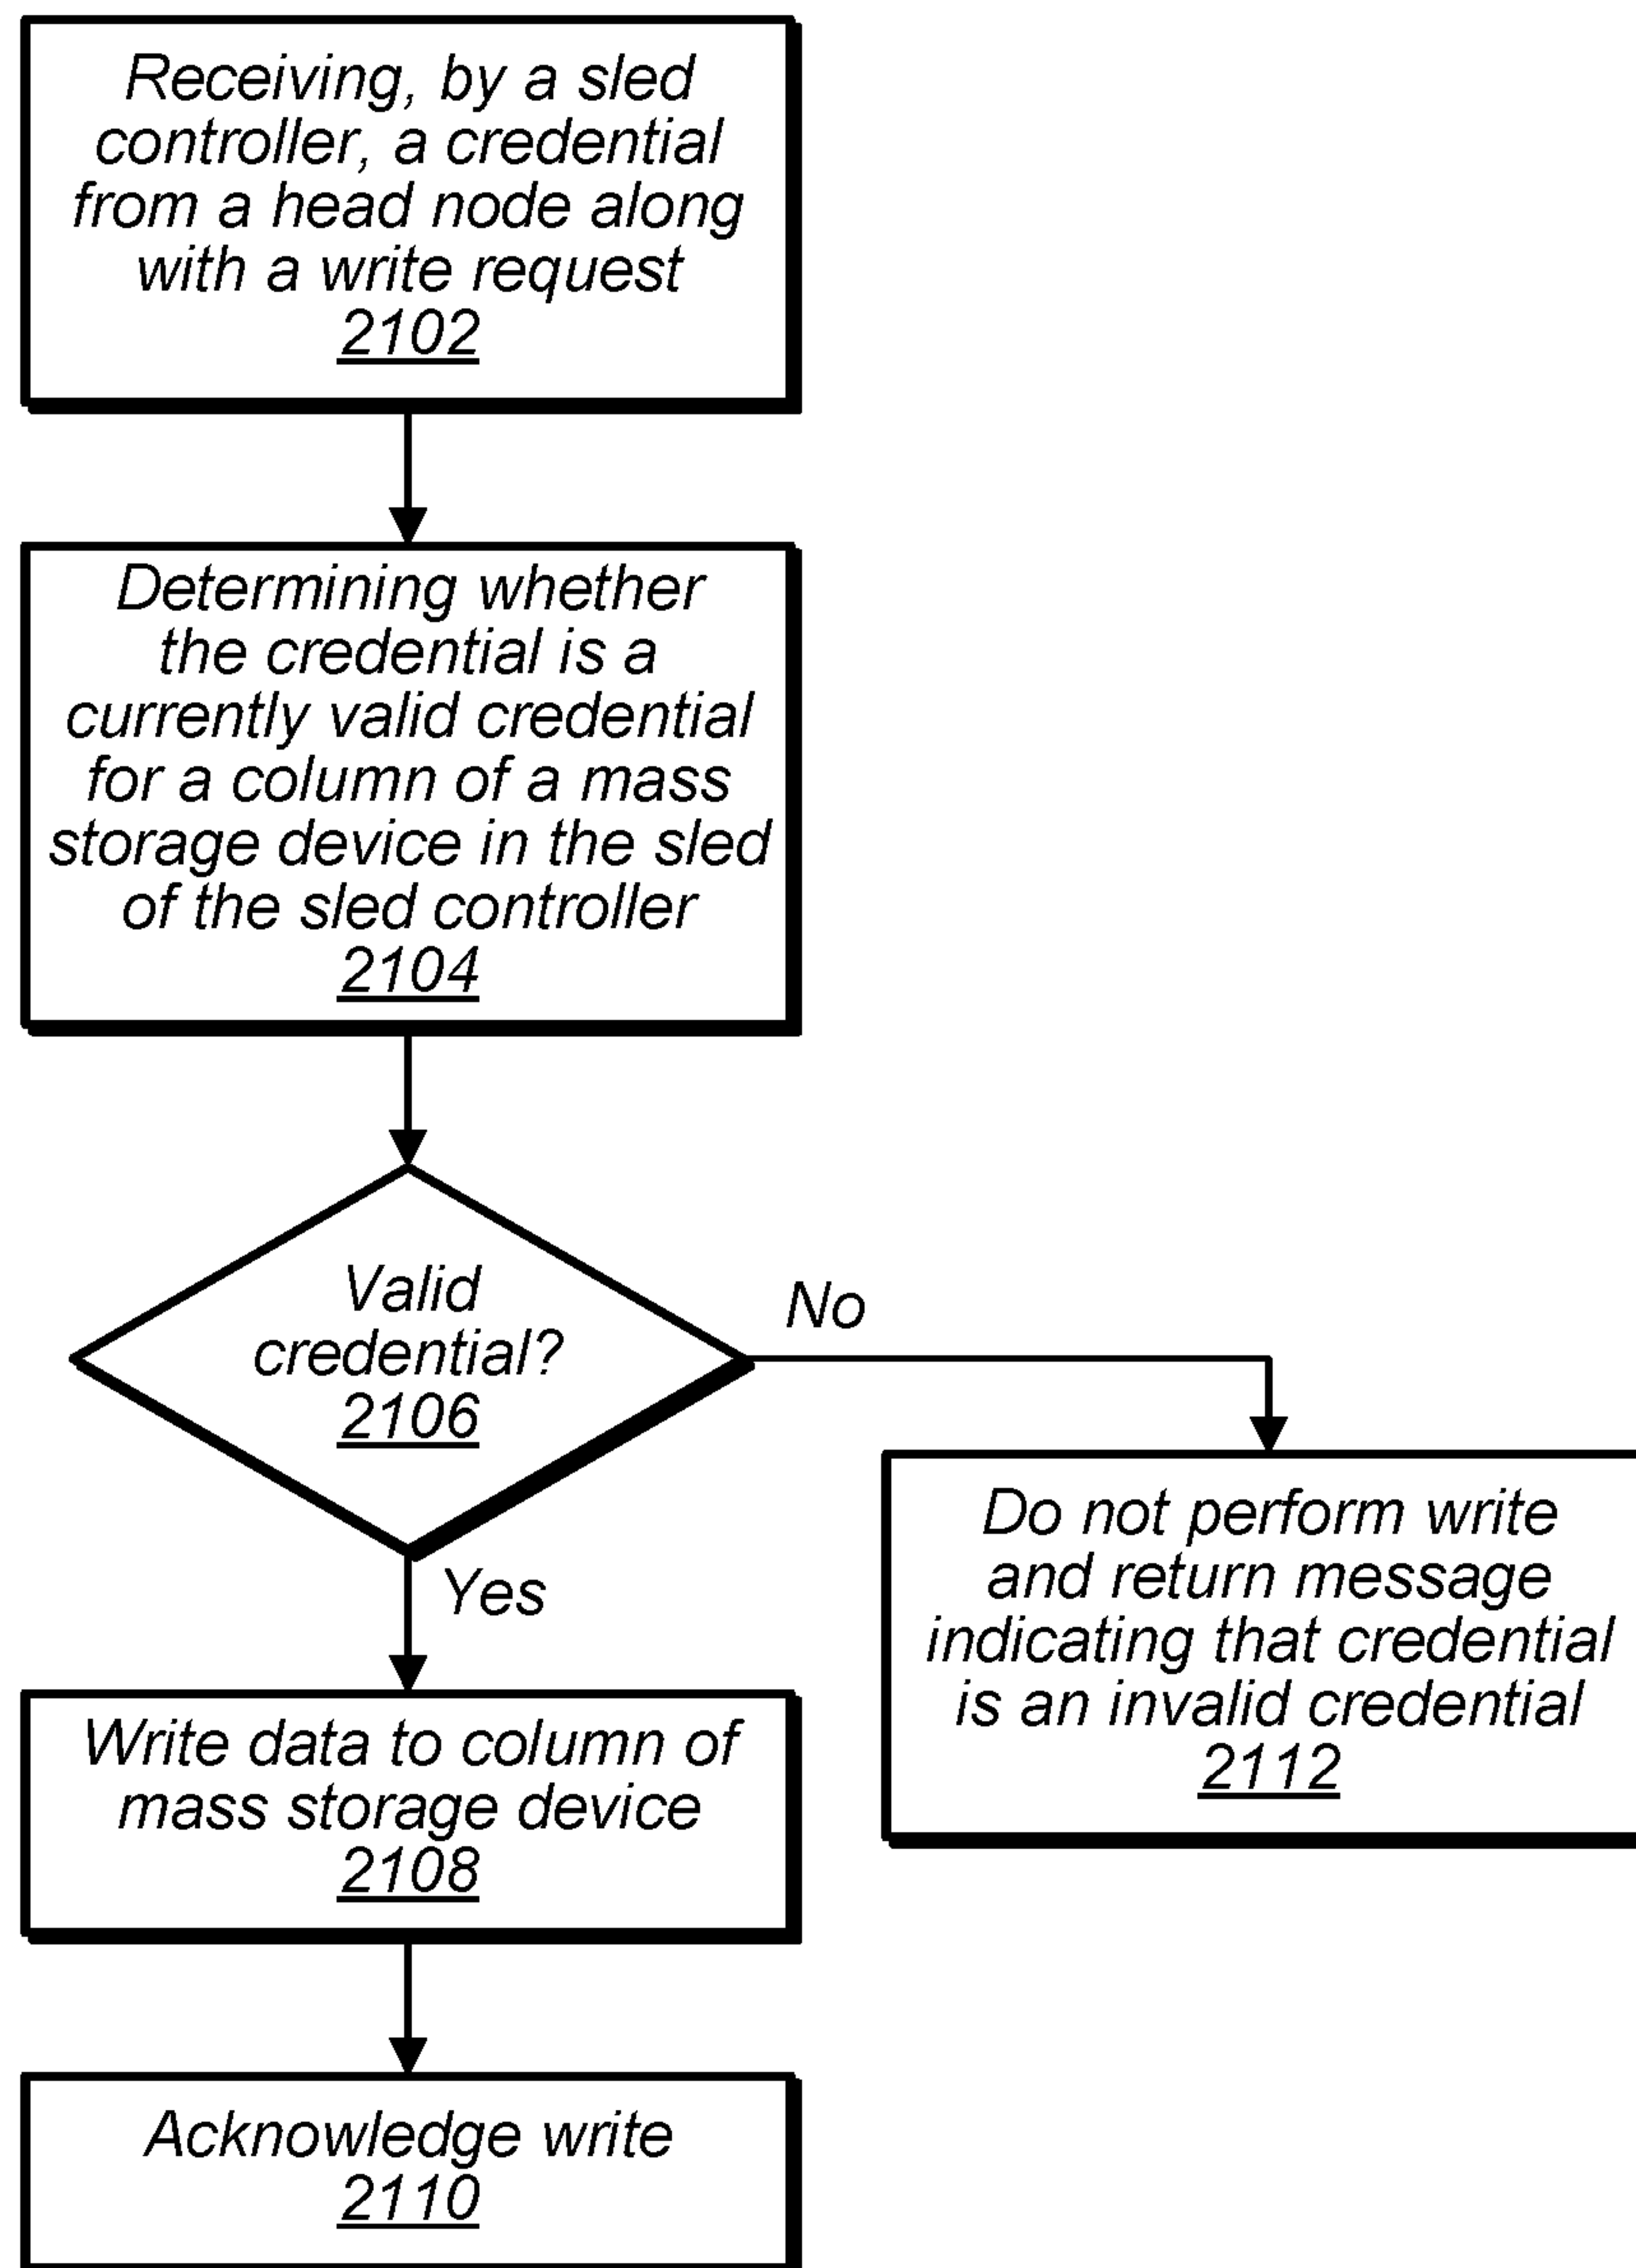 Receiving, by a sled
controller, a credential
from a head node along
with a write request
2102
Determining whether
the credential is a
currently valid credential
for a column of a mass
storage device in the sled
of the sled controller
2104
Valid
credential?
2106
No
Yes
Do not perform write
and return message
indicating that credential
is an invalid credential
2112
Write data to column of
mass storage device
2108
Acknowledge write
2110